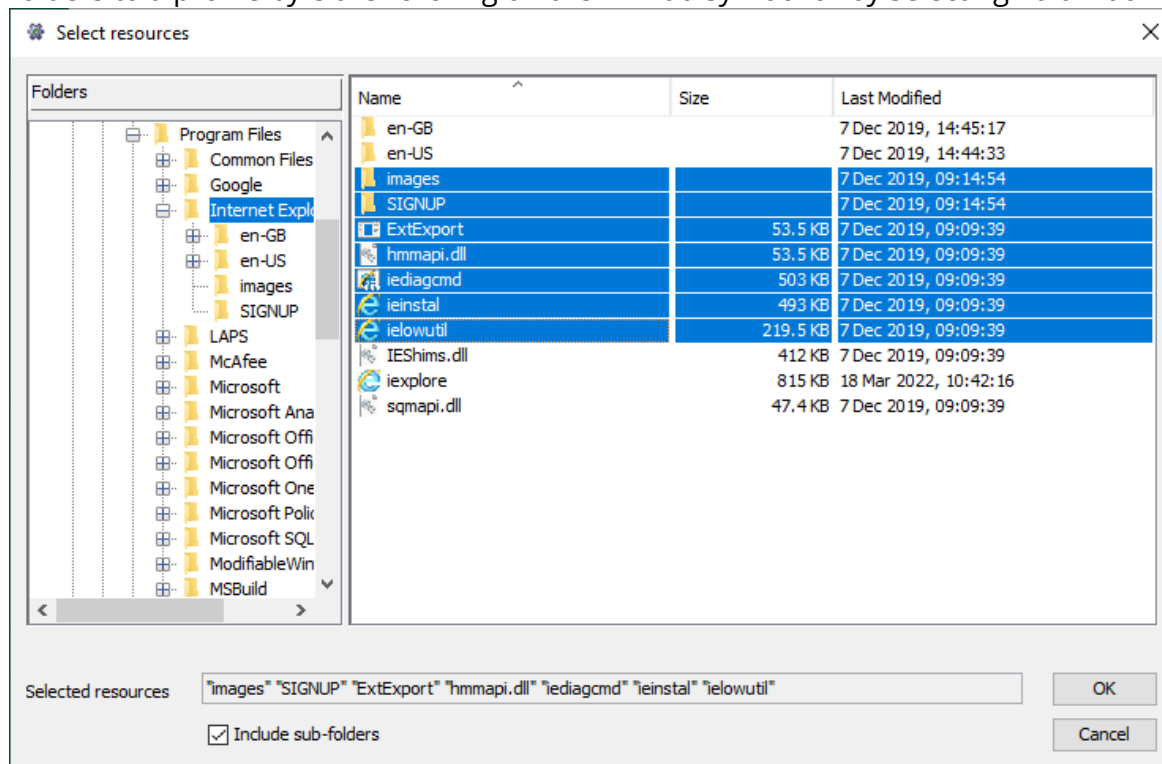 Select resources
Folders
Program Files
Common Files
Google
Internet Explo
en-GB
en-US
images
SIGNUP
LAPS
McAfee
Microsoft
Microsoft Ana
Microsoft Offi
Microsoft Offi
Microsoft One
Microsoft Polic
Microsoft SQL
ModifiableWin
MSBuild
Name Size Last Modified
en-GB 7 Dec 2019, 14:45:17
en-US 7 Dec 2019, 14:44:33
images 7 Dec 2019, 09:14:54
SIGNUP 7 Dec 2019, 09:14:54
ExtExport 53.5 KB 7 Dec 2019, 09:09:39
hmmapi.dll 53.5 KB 7 Dec 2019, 09:09:39
iediagcmd 503 KB 7 Dec 2019, 09:09:39
ieinstal 493 KB 7 Dec 2019, 09:09:39
ielowutil 219.5 KB 7 Dec 2019, 09:09:39
IEShims.dll 412 KB 7 Dec 2019, 09:09:39
iexplore 815 KB 18 Mar 2022, 10:42:16
sqmapi.dll 47.4 KB 7 Dec 2019, 09:09:39
Selected resources "images" "SIGNUP" "ExtExport" "hmmapi.dll" "iediagcmd" "ieinstal" "ielowutil" OK
Include sub-folders Cancel